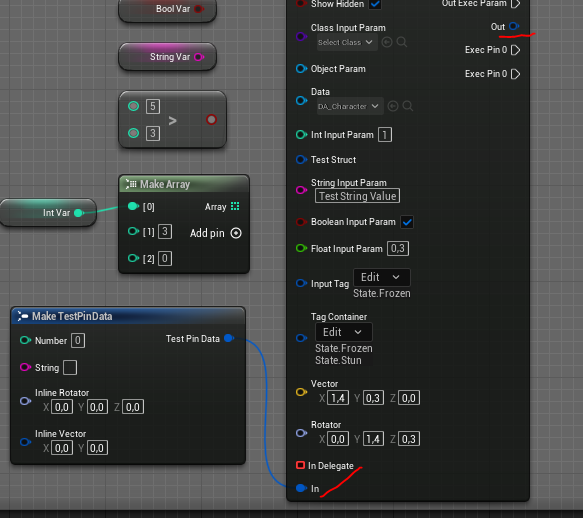 Bool Var
String Var
5
3
>
Int Var
Make Array
[0]
Array
[1] 3
Add pin
[2] 0
Make TestPinData
Number 0
Test Pin Data
String
Inline Rotator
X 0,0 Y 0,0 Z 0,0
Inline Vector
X 0,0 Y 0,0
Show Hidden
Out Exec Param
Class Input Param
Select Class
Out
Exec Pin 0
Object Param
Exec Pin 0
Data
DA_Character
Int Input Param 1
Test Struct
String Input Param
Test String Value
Boolean Input Param
Float Input Param 0,3
Input Tag Edit
State.Frozen
Tag Container
Edit
State.Frozen
State.Stun
Vector
X 1,4 Y 0,3 Z 0,0
Rotator
X 0,0 Y 1,4 Z 0,3
In Delegate
In